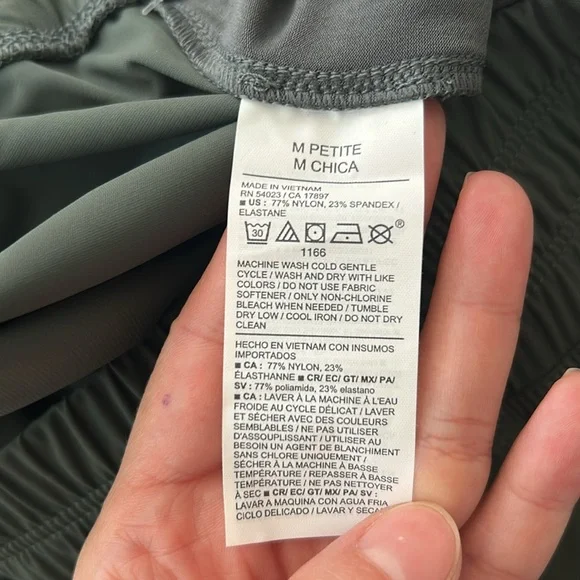 M PETITE
M CHICA
MADE IN VIETNAM
RN 54023 / CA 17897
■ US : 77% NYLON, 23% SPANDEX /
ELASTANE
30 ®
1166
MACHINE WASH COLD GENTLE
CYCLE / WASH AND DRY WITH LIKE
COLORS / DO NOT USE FABRIC
SOFTENER / ONLY NON-CHLORINE
BLEACH WHEN NEEDED / TUMBLE
DRY LOW / COOL IRON / DO NOT DRY
CLEAN
HECHO EN VIETNAM CON INSUMOS
IMPORTADOS
■ CA : 77% NYLON, 23%
ÉLASTHANNE ■ CR/ EC/ GT/ MX/ PA/
SV : 77% poliamida, 23% elastano
■ CA : LAVER À LA MACHINE À L'EAU
FROIDE AU CYCLE DÉLICAT / LAVER
ET SÉCHER AVEC DES COULEURS
SEMBLABLES / NE PAS UTILISER
D'ASSOUPLISSANT / UTILISER AU
BESOIN UN AGENT DE BLANCHIMENT
SANS CHLORE UNIQUEMENT /
SÉCHER À LA MACHINE À BASSE
TEMPÉRATURE / REPASSER À BASSE
TEMPÉRATURE / NE PAS NETTOYER
À SEC ■ CR/ EC/ GT/ MX/ PA/ SV :
LAVAR A MAQUINA CON AGUA FRIA
CICLO DELICADO / LAVAR Y